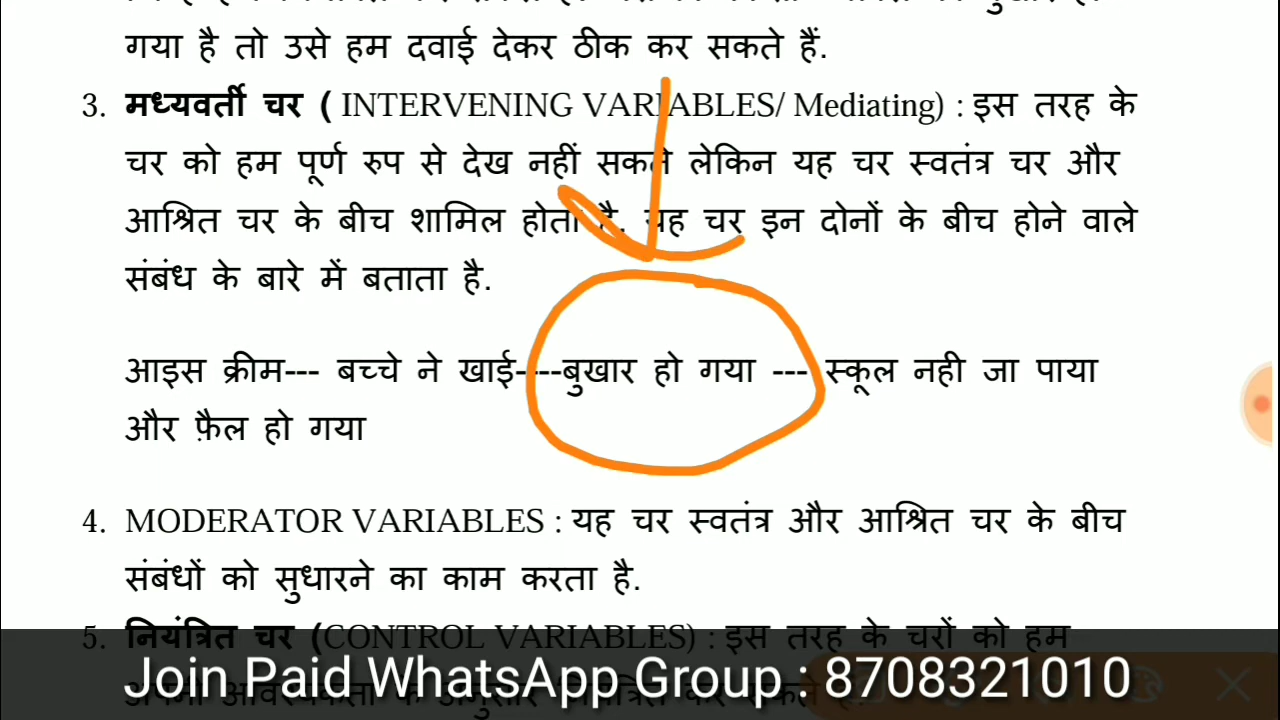 गया है तो उसे हम दवाई देकर ठीक कर सकते हैं.
3. मध्यवर्ती चर ( INTERVENING VARIABLES/ Mediating) : इस तरह के
चर को हम पूर्ण रुप से देख नहीं सकते लेकिन यह चर स्वतंत्र चर और
आश्रित चर के बीच शामिल होता है. यह चर इन दोनों के बीच होने वाले
संबंध के बारे में बताता है.
आइस क्रीम--- बच्चे ने खाई----बुखार हो गया --- स्कूल नही जा पाया
और फ़ैल हो गया
4. MODERATOR VARIABLES : यह चर स्वतंत्र और आश्रित चर के बीच
संबंधों को सुधारने का काम करता है.
5. नियंत्रित चर (CONTROL VARIABLES) : इस तरह के चरों को हम
Join Paid WhatsApp Group : 8708321010